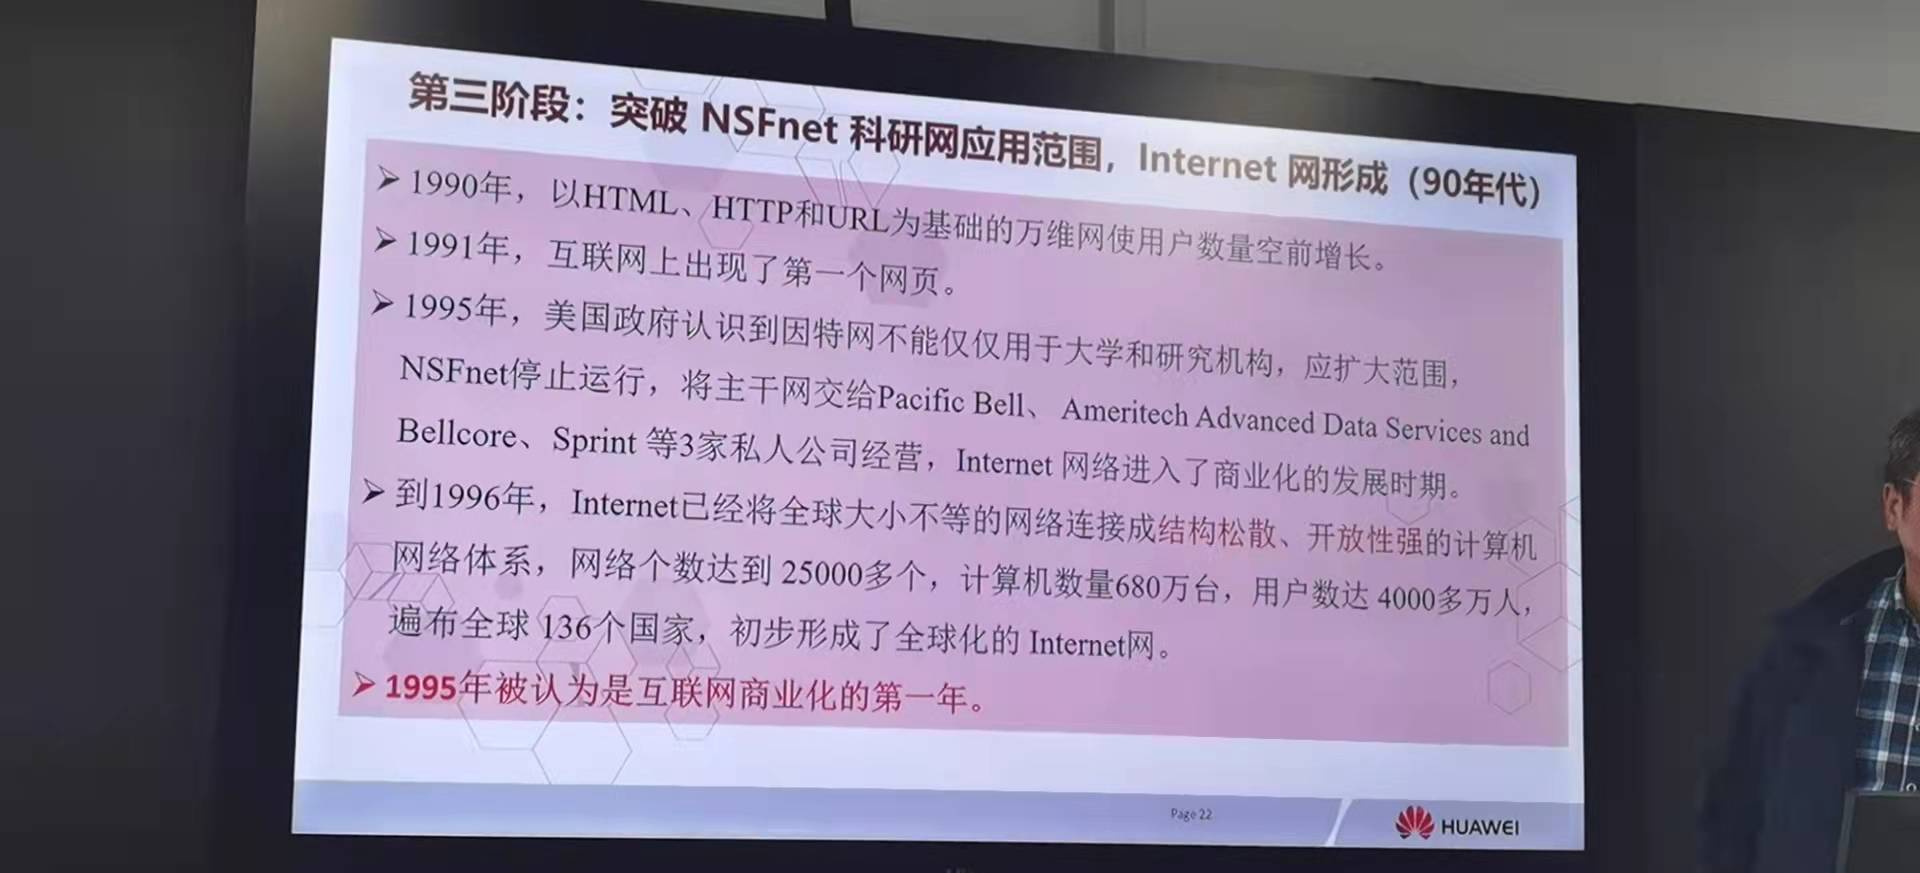 第三阶段：突破 NSFnet 科研网应用范围，Internet 网形成（90年代）
➢ 1990年，以HTML、HTTP和URL为基础的万维网使用户数量空前增长。
➢ 1991年，互联网上出现了第一个网页。
➢ 1995年，美国政府认识到因特网不能仅仅用于大学和研究机构，应扩大范围，
NSFnet停止运行，将主干网交给Pacific Bell、Ameritech Advanced Data Services and
Bellcore、Sprint 等3家私人公司经营，Internet 网络进入了商业化的发展时期。
➢ 到1996年，Internet已经将全球大小不等的网络连接成结构松散、开放性强的计算机
网络体系，网络个数达到 25000多个，计算机数量680万台，用户数达 4000多万人，
遍布全球 136个国家，初步形成了全球化的 Internet网。
➢ 1995年被认为是互联网商业化的第一年。
Page 22
HUAWEI